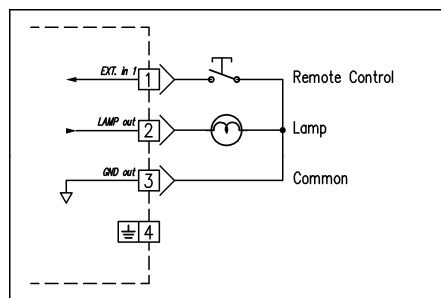 EXT. in 1
1
Remote Control
LAMP out
2
Lamp
GND out
3
Common
4